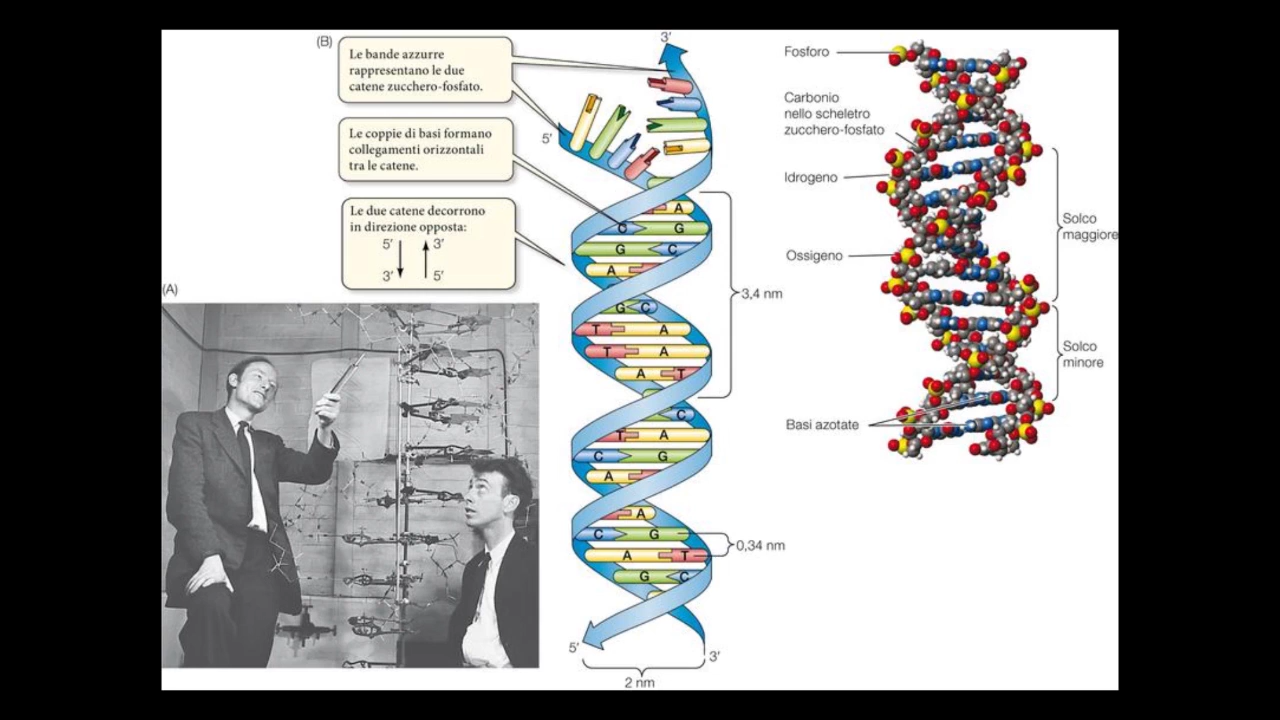 (B)
Le bande azzurre
rappresentano le due
catene zucchero-fosfato.
Le coppie di basi formano
collegamenti orizzontali
tra le catene.
Le due catene decorrono
in direzione opposta:
5′ 3′
3′ 5′
(A)
3′
5′
A
C G
G C
A
G C
T A
T A
A T
C
T A
C G
A
A
C G
A T
G C
3,4 nm
0,34 nm
5′
3′
2 nm
Fosforo
Carbonio
nello scheletro
zucchero-fosfato
Idrogeno
Ossigeno
Basi azotate
Solco
maggiore
Solco
minore